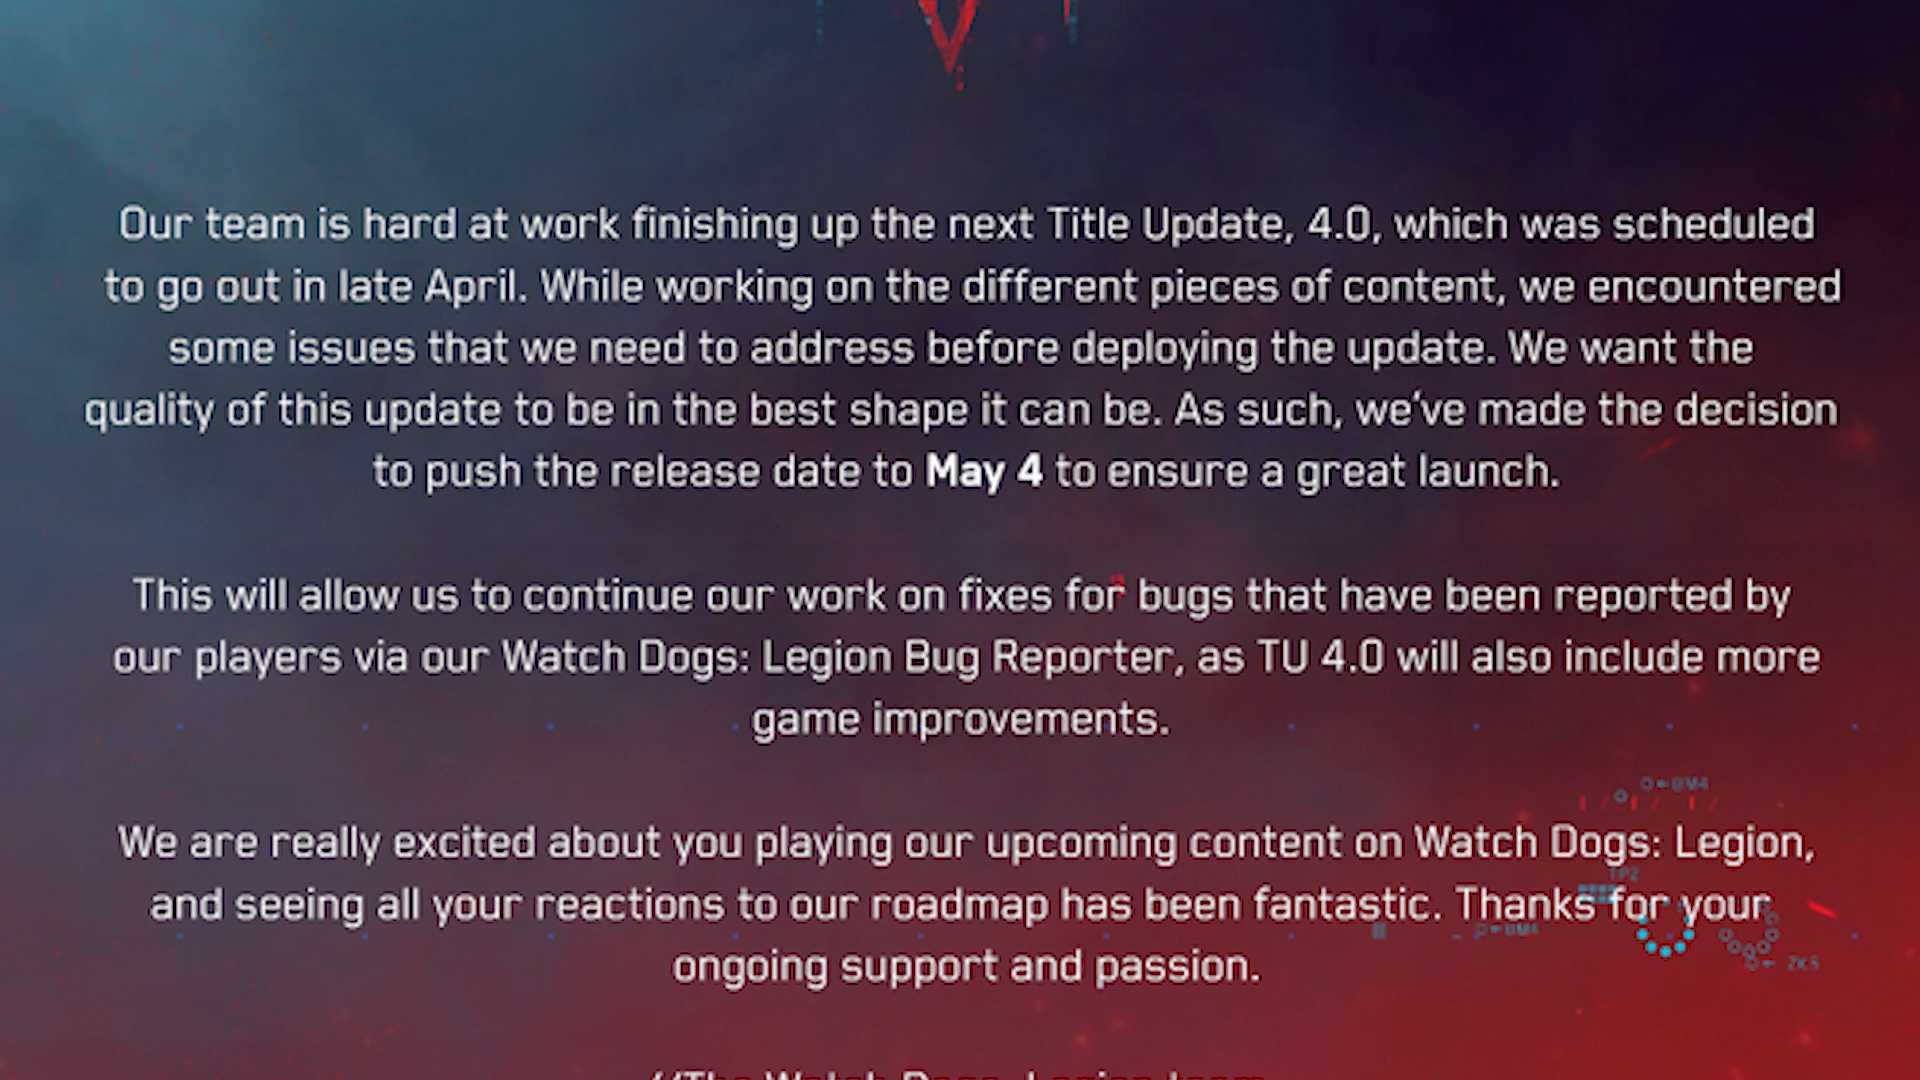 Our team is hard at work finishing up the next Title Update, 4.0, which was scheduled
to go out in late April. While working on the different pieces of content, we encountered
some issues that we need to address before deploying the update. We want the
quality of this update to be in the best shape it can be. As such, we've made the decision
to push the release date to May 4 to ensure a great launch.
This will allow us to continue our work on fixes for bugs that have been reported by
our players via our Watch Dogs: Legion Bug Reporter, as TU 4.0 will also include more
game improvements.
We are really excited about you playing our upcoming content on Watch Dogs: Legion,
and seeing all your reactions to our roadmap has been fantastic. Thanks for your
ongoing support and passion.
//The Watch Dogs: Legion team
TP2
2K5